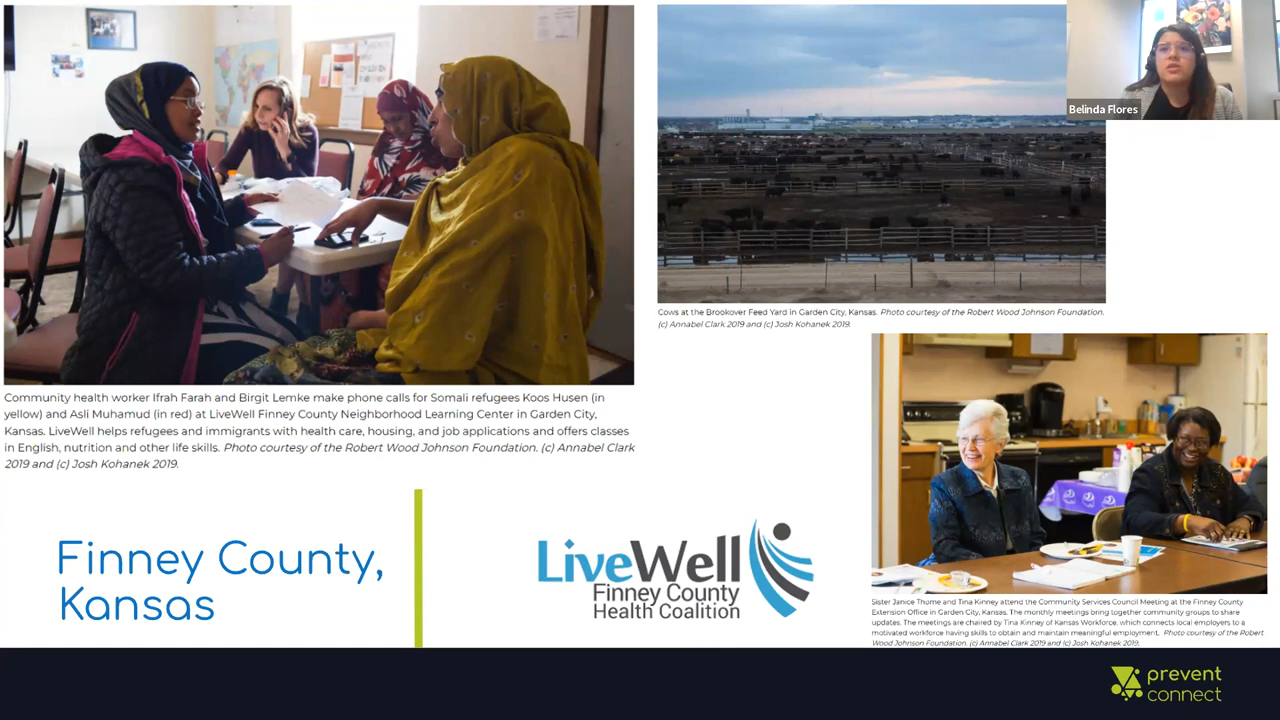 Belinda Flores
Cows at the Brookover Feed Yard in Garden City, Kansas. Photo courtesy of the Robert Wood Johnson Foundation.
(c) Annabel Clark 2019 and (c) Josh Kohanek 2019.
Community health worker Ifrah Farah and Birgit Lemke make phone calls for Somali refugees Koos Husen (in
yellow) and Asli Muhamud (in red) at LiveWell Finney County Neighborhood Learning Center in Garden City,
Kansas. LiveWell helps refugees and immigrants with health care, housing, and job applications and offers classes
in English, nutrition and other life skills. Photo courtesy of the Robert Wood Johnson Foundation. (c) Annabel Clark
2019 and (c) Josh Kohanek 2019.
Finney County,
Kansas
LiveWell
Finney County
Health Coalition
Sister Janice Thome and Tina Kinney attend the Community Services Council Meeting at the Finney County
Extension Office in Garden City, Kansas. The monthly meetings bring together community groups to share
updates. The meetings are chaired by Tina Kinney of Kansas Workforce, which connects local employers to a
motivated workforce having skills to obtain and maintain meaningful employment. Photo courtesy of the Robert
Wood Johnson Foundation. (c) Annabel Clark 2019 and (c) Josh Kohanek 2019.
prevent
connect